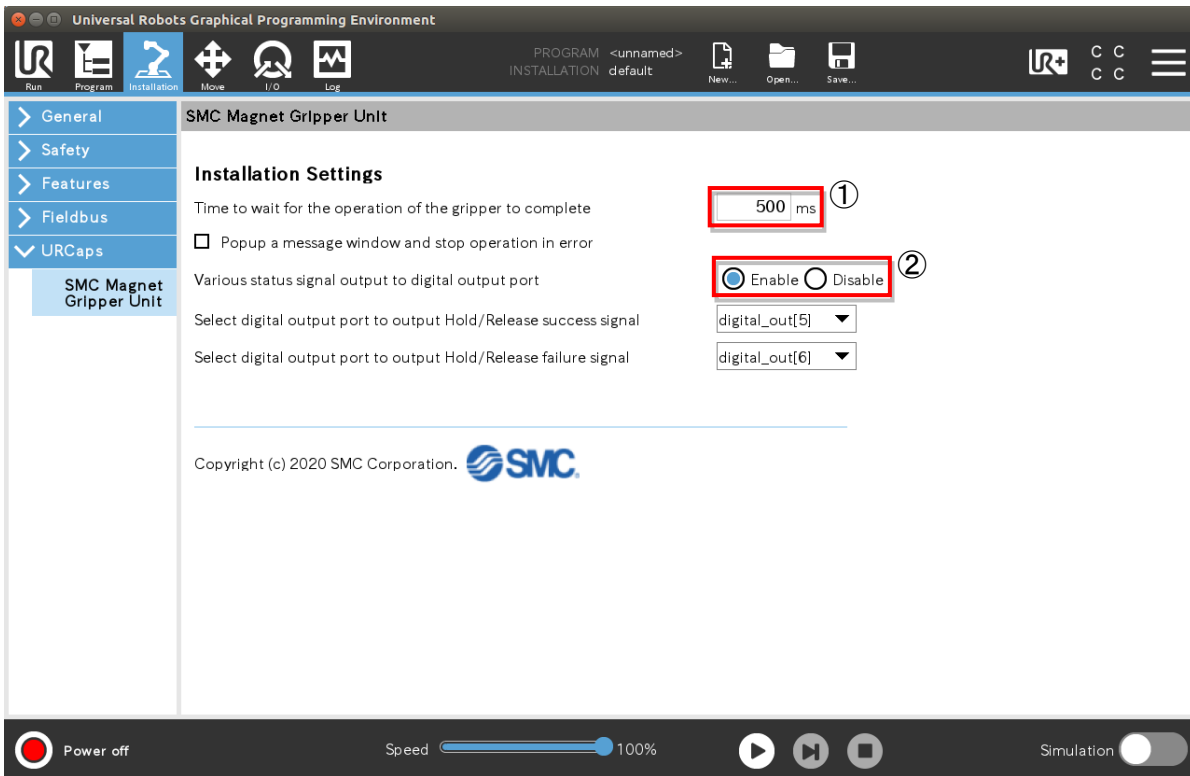 Universal Robots Graphical Programming Environment
UR
Run
Program
Installation
Move
I/O
Log
PROGRAM <unnamed>
INSTALLATION default
New...
Open...
Save...
UR+
C C
C C
General
Safety
Features
Fieldbus
URCaps
SMC Magnet
Gripper Unit
SMC Magnet Gripper Unit
Installation Settings
Time to wait for the operation of the gripper to complete 500 ms ①
Popup a message window and stop operation in error
Various status signal output to digital output port Enable Disable ②
Select digital output port to output Hold/Release success signal digital_out[5]
Select digital output port to output Hold/Release failure signal digital_out[6]
Copyright (c) 2020 SMC Corporation. SMC.
Power off
Speed 100%
Simulation